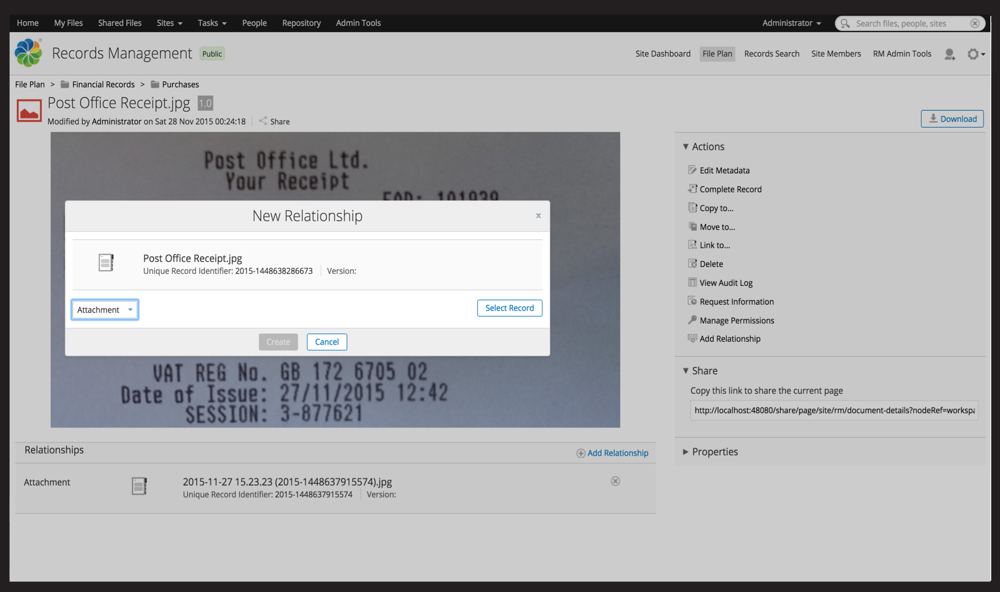 Home My Files Shared Files Sites Tasks People Repository Admin Tools Administrator Search files, people, sites
Records Management Public Site Dashboard File Plan Records Search Site Members RM Admin Tools
File Plan > Financial Records > Purchases
Post Office Receipt.jpg 1.0
Modified by Administrator on Sat 28 Nov 2015 00:24:18 Share
Download
Post Office Ltd.
Your Receipt
New Relationship x
Post Office Receipt.jpg
Unique Record Identifier: 2015-1448638286673 Version:
Attachment Select Record
Create Cancel
VAT REG No. GB 172 6705 02
Date of Issue: 27/11/2015 12:42
SESSION: 3-877621
Relationships Add Relationship
Attachment 2015-11-27 15.23.23 (2015-1448637915574).jpg
Unique Record Identifier: 2015-1448637915574 Version:
Actions
Edit Metadata
Complete Record
Copy to...
Move to...
Link to...
Delete
View Audit Log
Request Information
Manage Permissions
Add Relationship
Share
Copy this link to share the current page
http://localhost:48080/share/page/site/rm/document-details?nodeRef=workspa
Properties